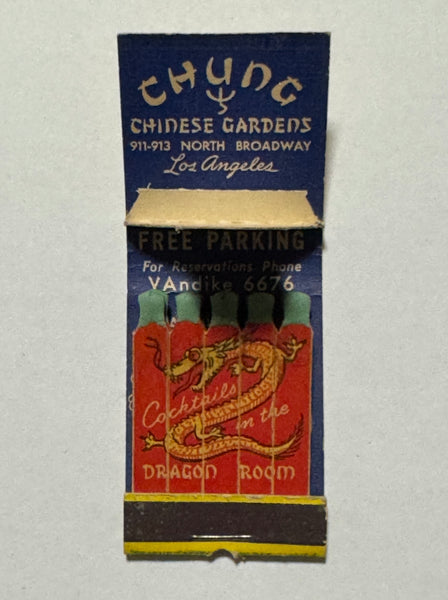 CHUNG
CHINESE GARDENS
911-913 NORTH BROADWAY
Los Angeles
FREE PARKING
For Reservations Phone
VAndike 6676
Cocktails
in the
DRAGON ROOM